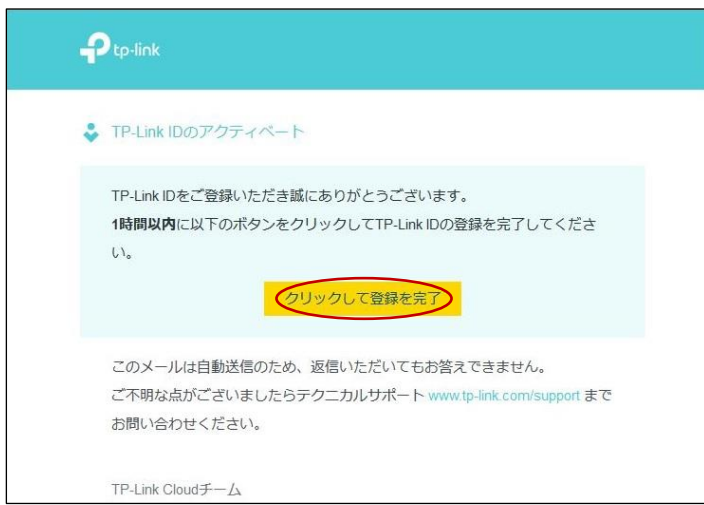 tp-link
TP-Link IDのアクティベート
TP-Link IDをご登録いただき誠にありがとうございます。
1時間以内に以下のボタンをクリックしてTP-Link IDの登録を完了してくださ
い。
クリックして登録を完了
このメールは自動送信のため、返信いただいてもお答えできません。
ご不明な点がございましたらテクニカルサポート www.tp-link.com/support まで
お問い合わせください。
TP-Link Cloudチーム